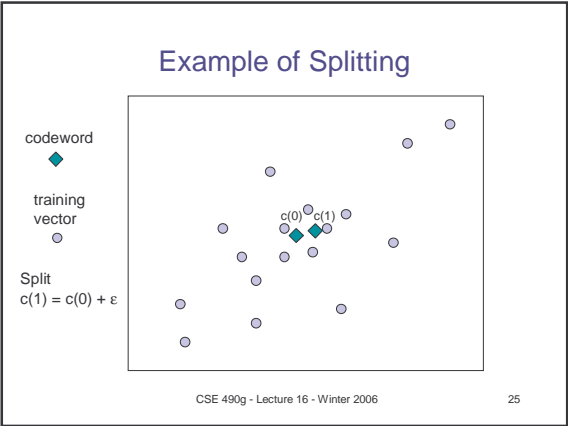 Example of Splitting
codeword
training
vector
c(0) c(1)
Split
c(1) = c(0) + ε
CSE 490g - Lecture 16 - Winter 2006 25